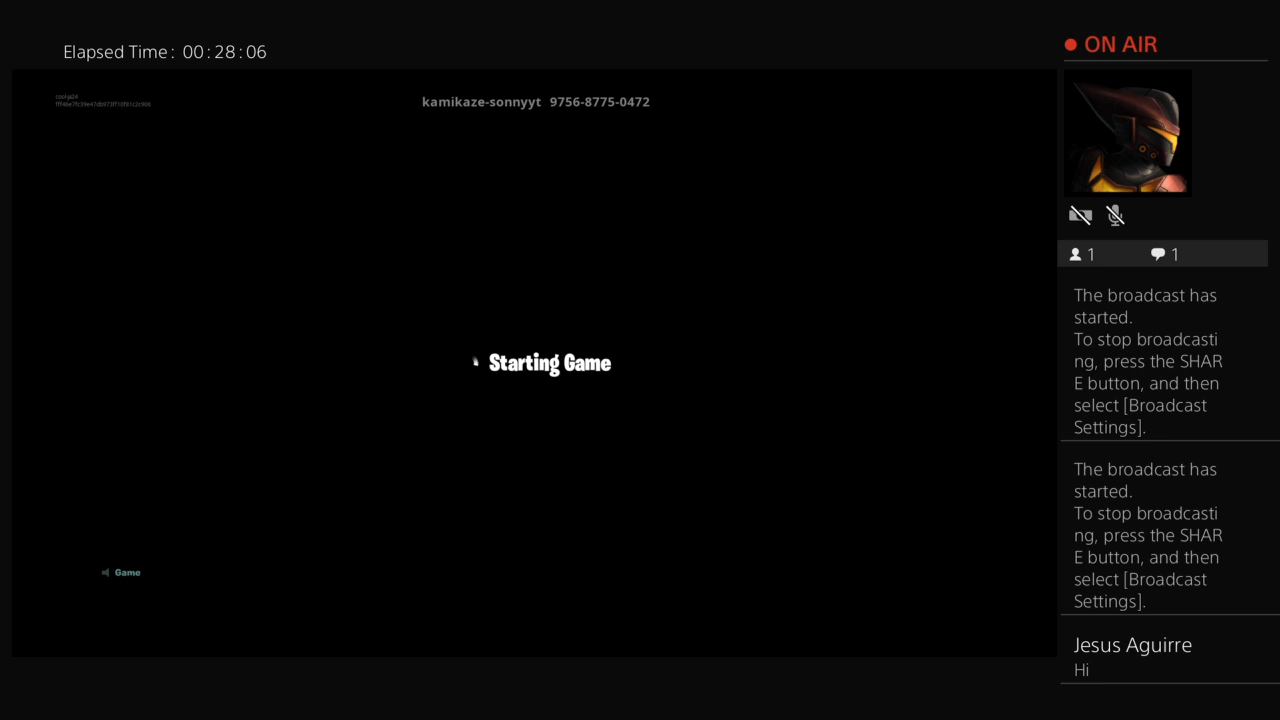 Elapsed Time: 00:28:06
ON AIR
kamikaze-sonnyyt 9756-8775-0472
1
1
The broadcast has
started.
To stop broadcasti
ng, press the SHAR
E button, and then
select [Broadcast
Settings].
Starting Game
The broadcast has
started.
To stop broadcasti
ng, press the SHAR
E button, and then
select [Broadcast
Settings].
Game
Jesus Aguirre
Hi